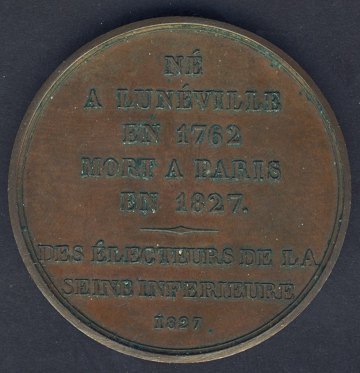 NÉ
A LUNÉVILLE
EN 1762
MORT A PARIS
EN 1827.
DES ÉLECTEURS DE LA
SEINE INFERIEURE
1827